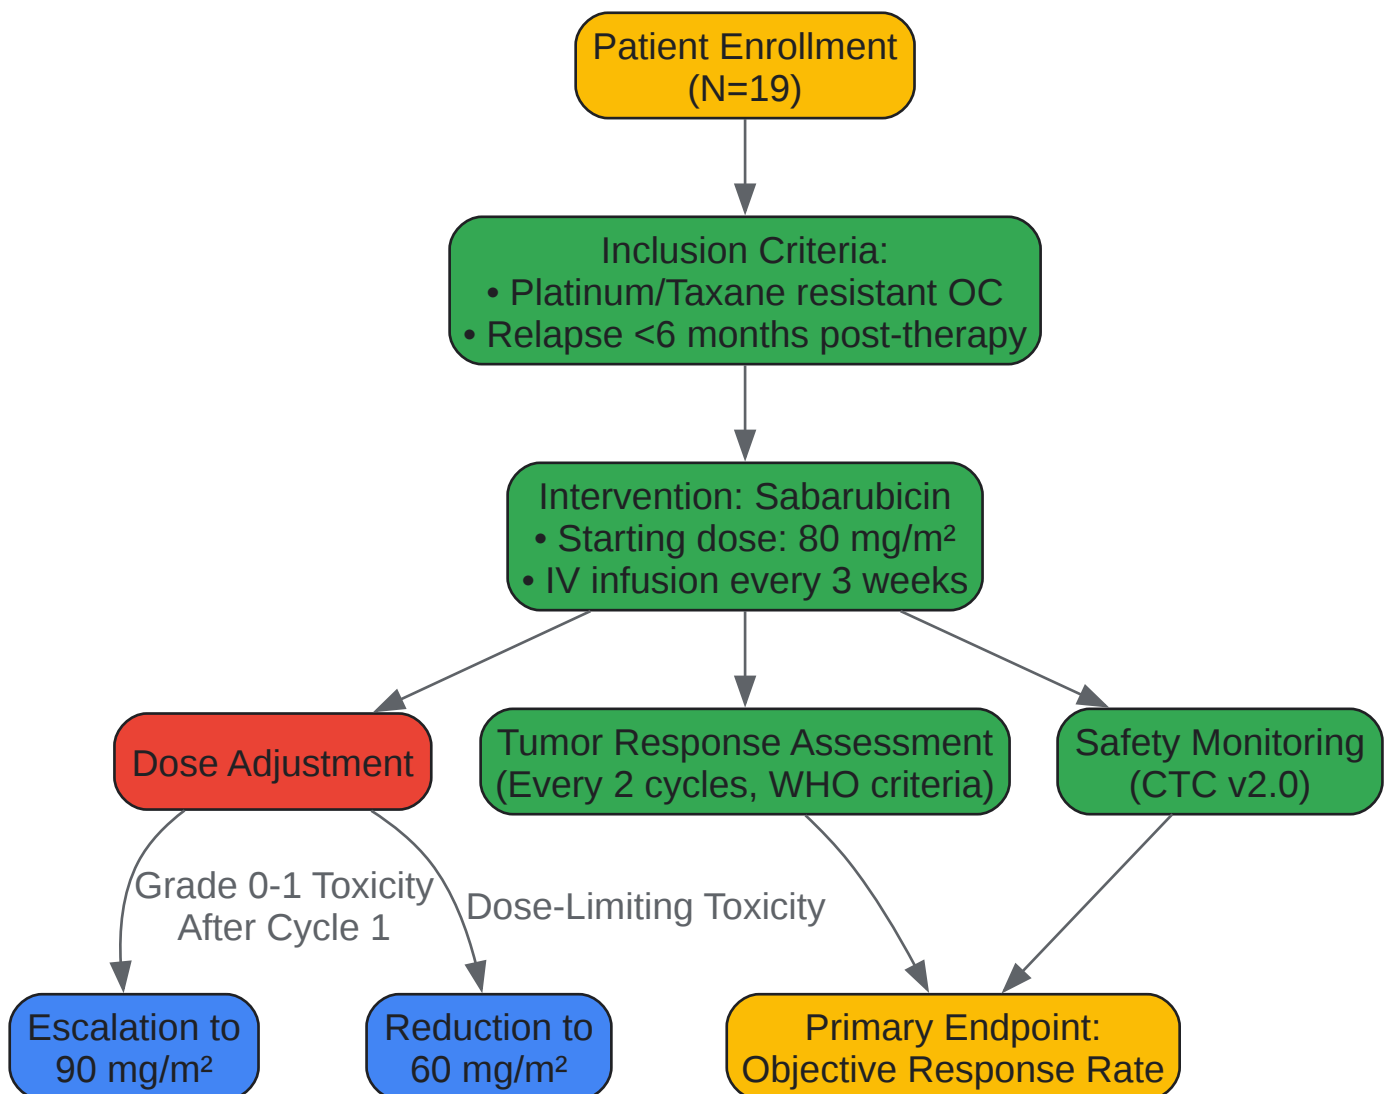 Patient Enrollment
(N=19)
Inclusion Criteria:
• Platinum/Taxane resistant OC
• Relapse <6 months post-therapy
Intervention: Sabarubicin
• Starting dose: 80 mg/m²
• IV infusion every 3 weeks
Dose Adjustment
Tumor Response Assessment
(Every 2 cycles, WHO criteria)
Safety Monitoring
(CTC v2.0)
Grade 0-1 Toxicity
After Cycle 1
Dose-Limiting Toxicity
Escalation to
90 mg/m²
Reduction to
60 mg/m²
Primary Endpoint:
Objective Response Rate